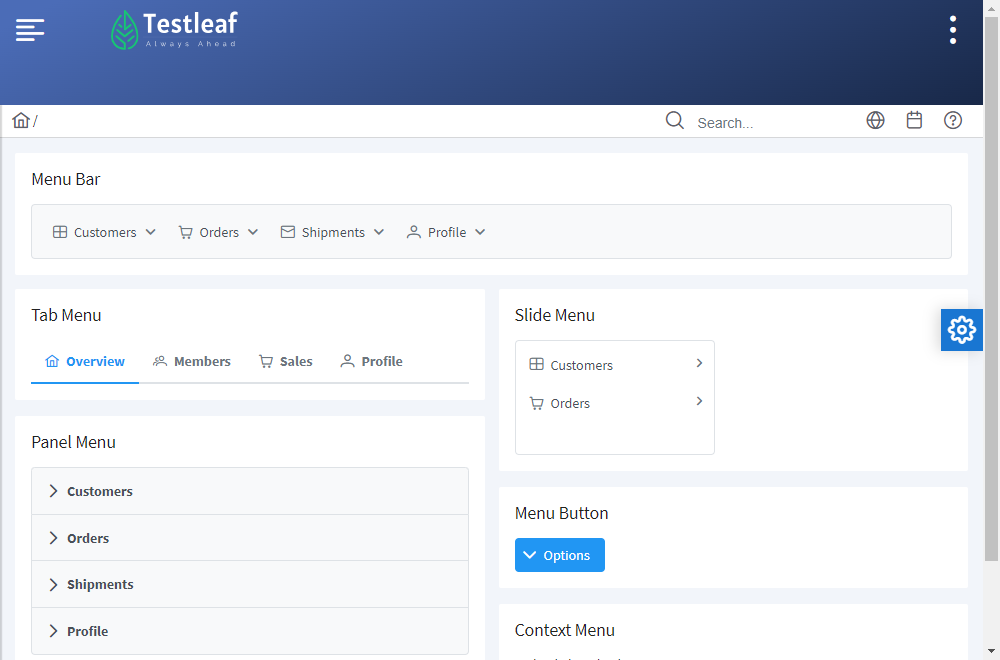 Testleaf
Always Ahead
/
Search...
Menu Bar
Customers Orders Shipments Profile
Tab Menu
Overview Members Sales Profile
Slide Menu
Customers
Orders
Panel Menu
Customers
Orders
Shipments
Profile
Menu Button
Options
Context Menu